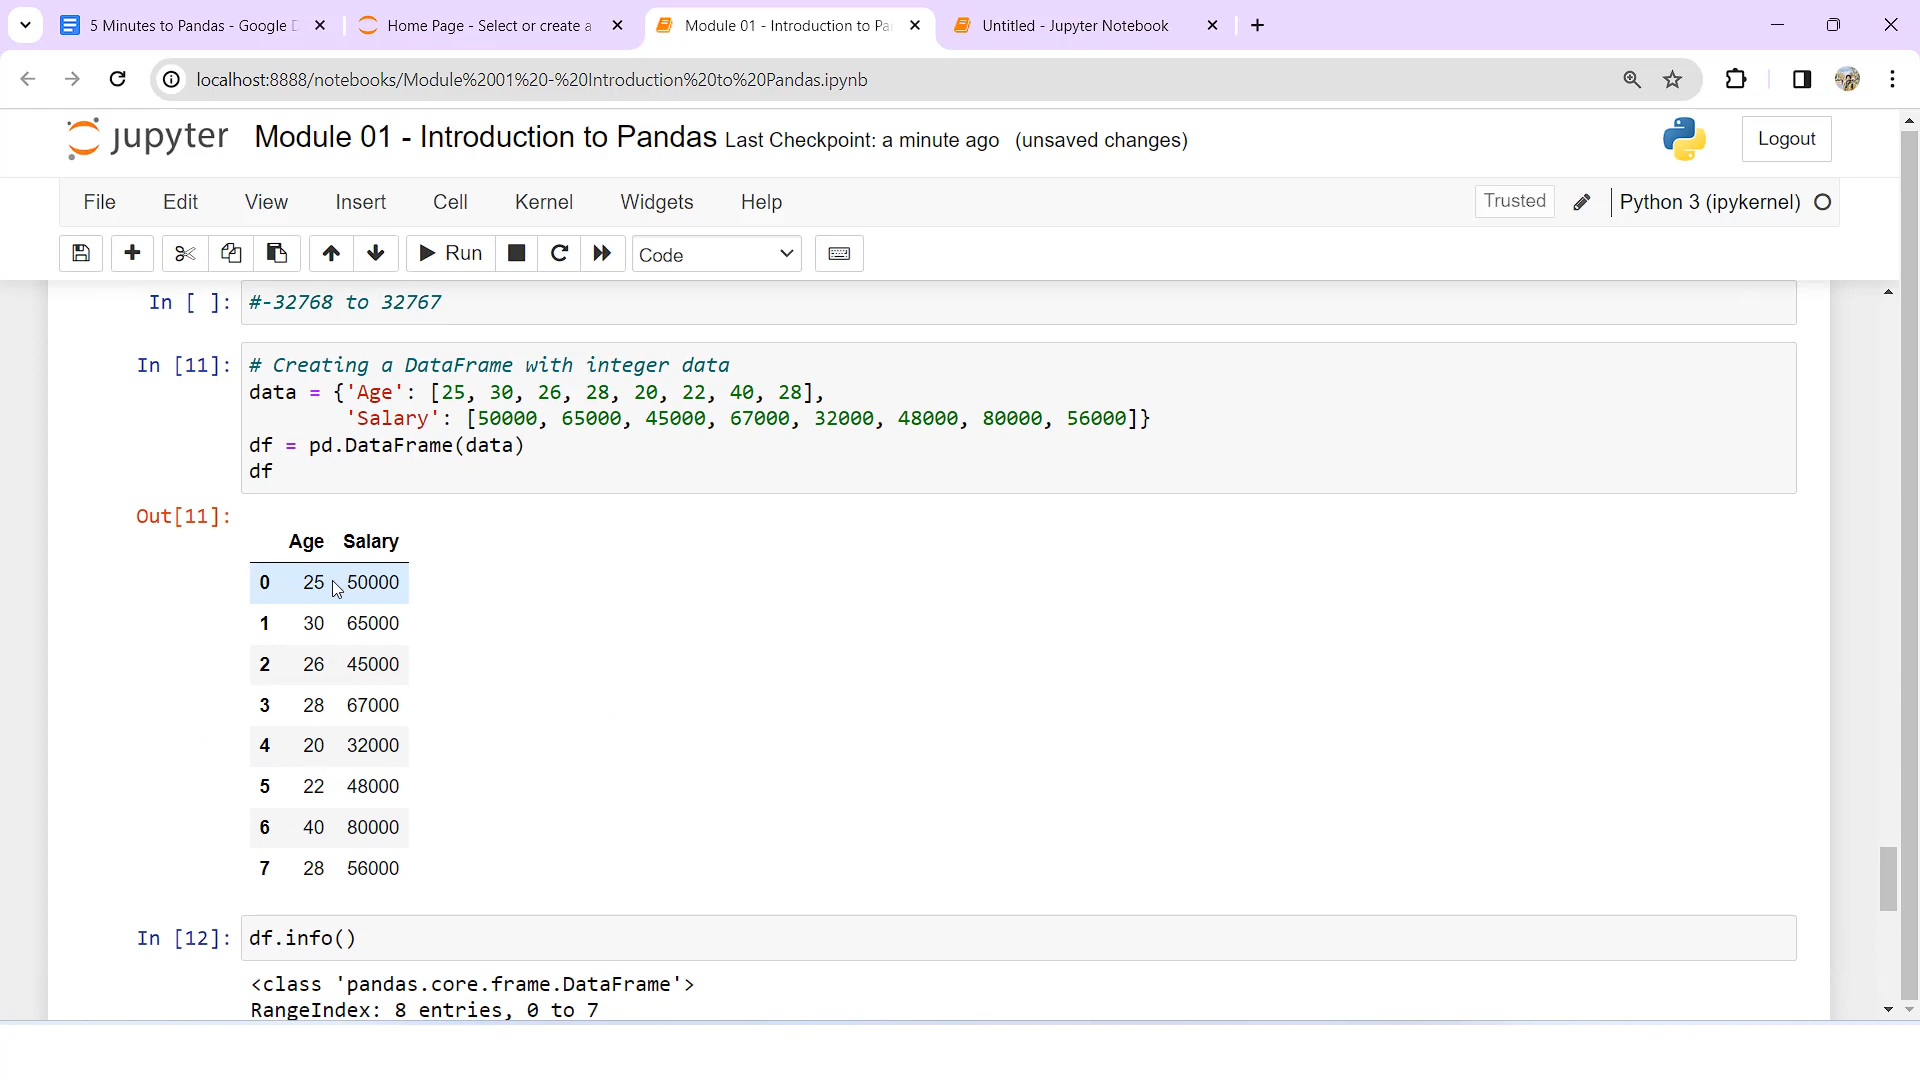 5 Minutes to Pandas - Google D
Home Page - Select or create a
Module 01 - Introduction to Pa
Untitled - Jupyter Notebook
localhost:8888/notebooks/Module%2001%20-%20Introduction%20to%20Pandas.ipynb
jupyter Module 01 - Introduction to Pandas Last Checkpoint: a minute ago (unsaved changes)
Logout
File Edit View Insert Cell Kernel Widgets Help
Trusted Python 3 (ipykernel)
Run Code
In [ ]: #-32768 to 32767
In [11]: # Creating a DataFrame with integer data
data = {'Age': [25, 30, 26, 28, 20, 22, 40, 28],
'Salary': [50000, 65000, 45000, 67000, 32000, 48000, 80000, 56000]}
df = pd.DataFrame(data)
df
Out[11]:
Age Salary
0 25 50000
1 30 65000
2 26 45000
3 28 67000
4 20 32000
5 22 48000
6 40 80000
7 28 56000
In [12]: df.info()
<class 'pandas.core.frame.DataFrame'>
RangeIndex: 8 entries, 0 to 7